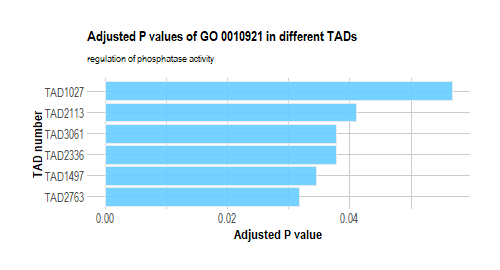 Adjusted P values of GO 0010921 in different TADs
regulation of phosphatase activity
TAD number
TAD1027
TAD2113
TAD3061
TAD2336
TAD1497
TAD2763
0.00 0.02 0.04
Adjusted P value